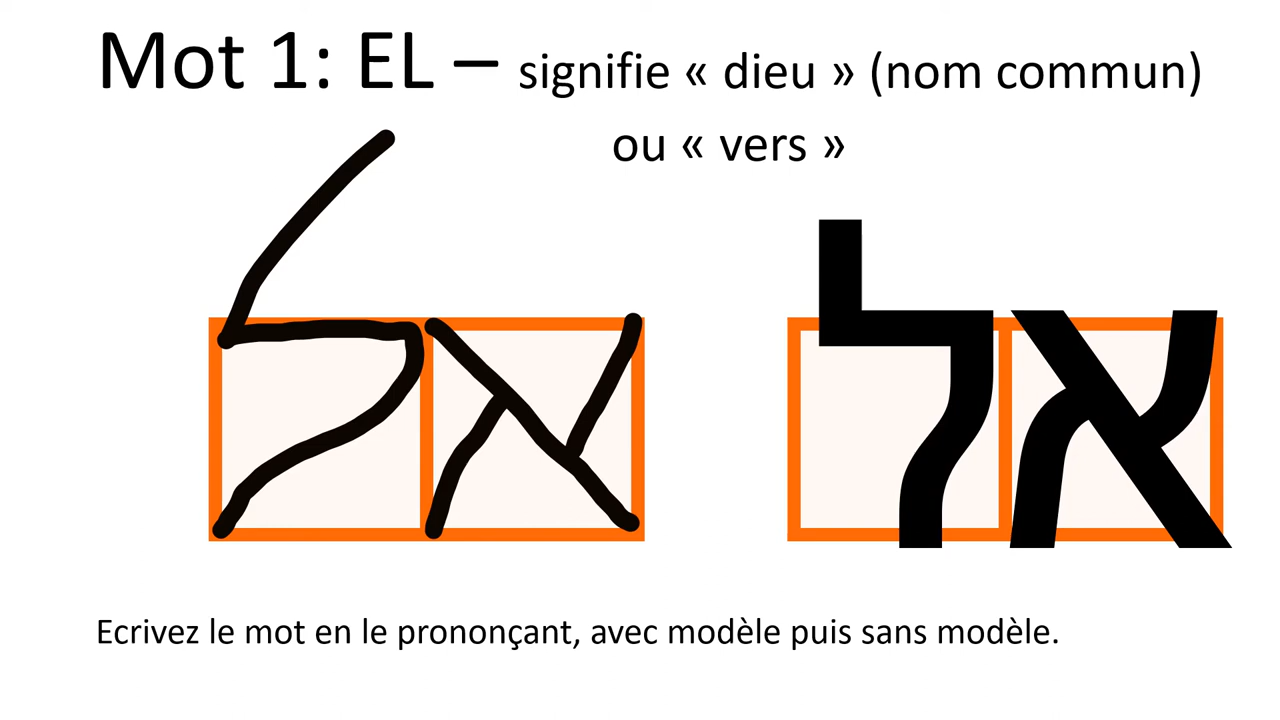 Mot 1: EL – signifie « dieu » (nom commun)
ou « vers »
אל אל
Ecrivez le mot en le prononçant, avec modèle puis sans modèle.